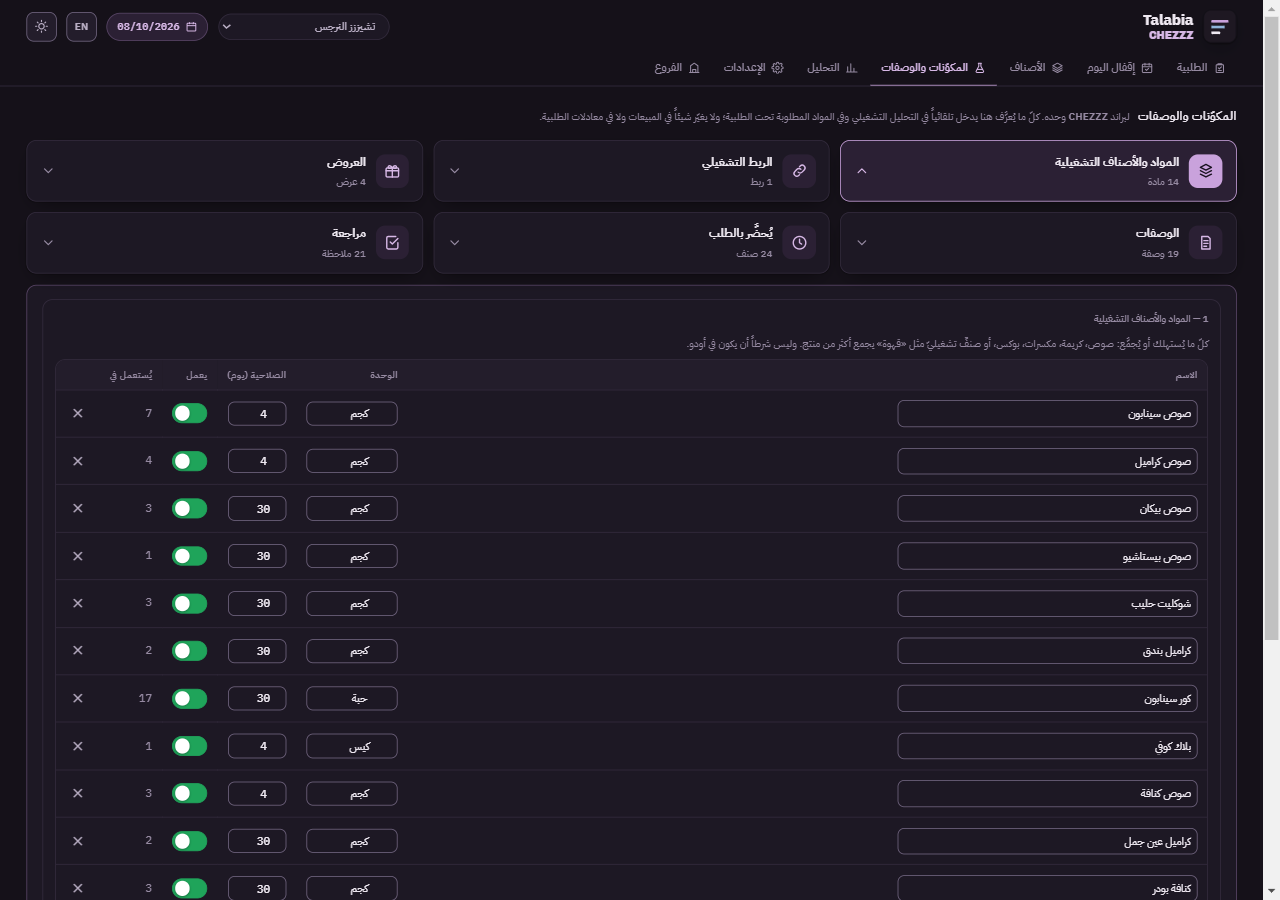 Talabia
CHEZZZ
تشيززز النرجس
08/10/2026
EN
الطلبية
إقفال اليوم
الأصناف
المكوّنات والوصفات
التحليل
الإعدادات
الفروع
المكوّنات والوصفات
لبراند CHEZZZ وحده. كلّ ما يُعرَّف هنا يدخل تلقائياً في التحليل التشغيلي وفي المواد المطلوبة تحت الطلبية؛ ولا يغيّر شيئاً في المبيعات ولا في معادلات الطلبية.
المواد والأصناف التشغيلية
14 مادة
الربط التشغيلي
1 ربط
العروض
4 عرض
الوصفات
19 وصفة
يُحضَّر بالطلب
24 صنف
مراجعة
21 ملاحظة
1 — المواد والأصناف التشغيلية
كلّ ما يُستهلك أو يُجمَّع: صوص، كريمة، مكسرات، بوكس، أو صنفٌ تشغيليّ مثل «قهوة» يجمع أكثر من منتج. وليس شرطاً أن يكون في أودو.
الاسم الوحدة الصلاحية (يوم) يعمل يُستعمل في
صوص سينابون كجم 4 7
صوص كراميل كجم 4 4
صوص بيكان كجم 30 3
صوص بيستاشيو كجم 30 1
شوكليت حليب كجم 30 3
كراميل بندق كجم 30 2
كور سينابون حبة 30 17
بلاك كوفي كيس 4 1
صوص كنافة كجم 4 3
كراميل عين جمل كجم 30 2
كنافة بودر كجم 30 3